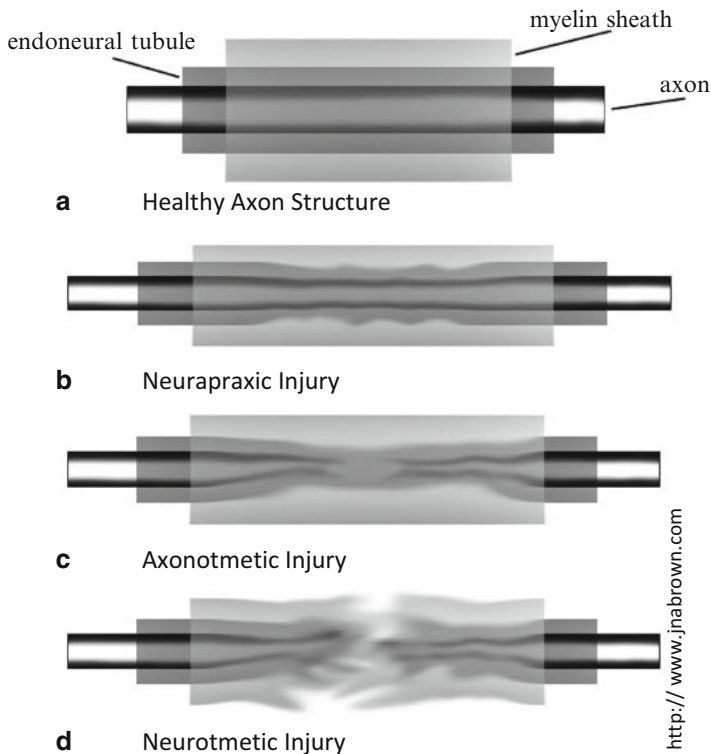 myelin sheath
endoneural tubule
axon
a Healthy Axon Structure
b Neurapraxic Injury
c Axonotmetic Injury
d Neurotmetic Injury
http:// www.jnabrown.com